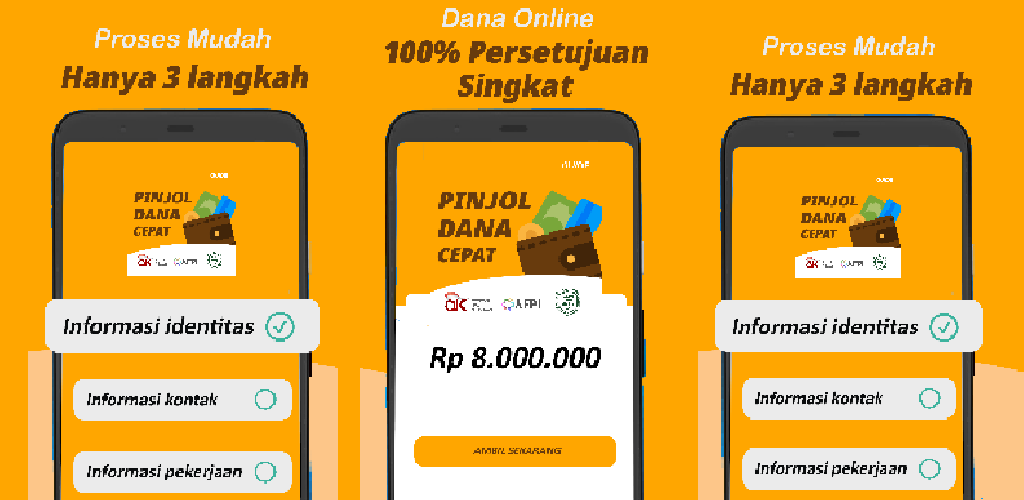 Proses Mudah
Hanya 3 langkah
PINJOL
DANA
CEPAT
Informasi identitas
Informasi kontak
Informasi pekerjaan
Dana Online
100% Persetujuan
Singkat
PINJOL
DANA
CEPAT
AFPI
Rp 8.000.000
AMBIL SEKARANG
Proses Mudah
Hanya 3 langkah
PINJOL
DANA
CEPAT
Informasi identitas
Informasi kontak
Informasi pekerjaan